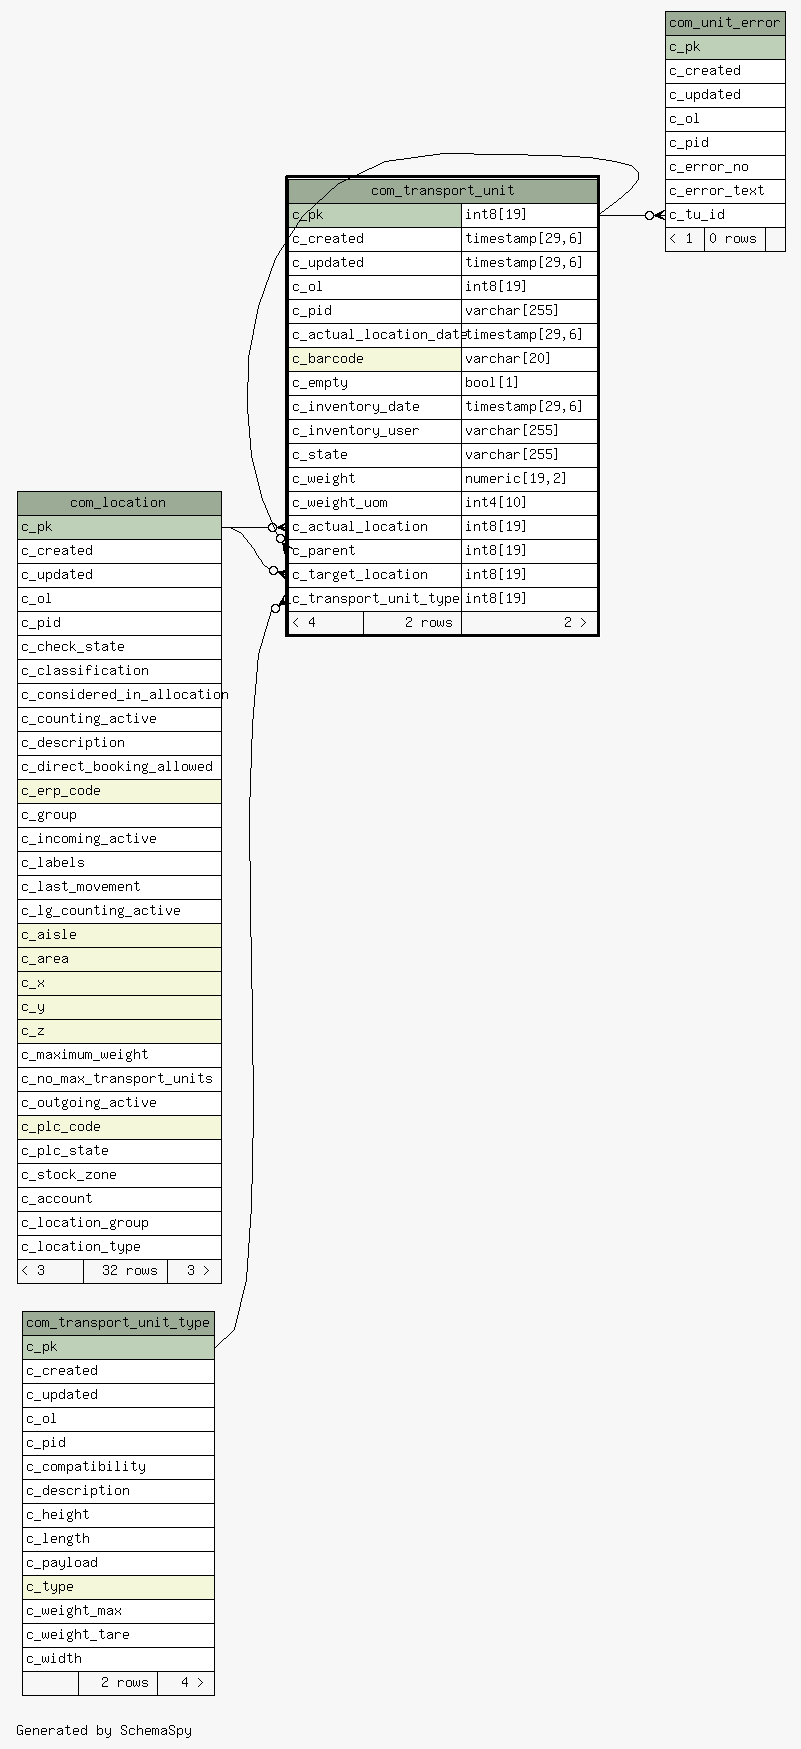 com_unit_error
c_pk
c_created
c_updated
c_ol
c_pid
c_error_no
c_error_text
c_tu_id
< 1 0 rows
com_transport_unit
c_pk int8[19]
c_created timestamp[29,6]
c_updated timestamp[29,6]
c_ol int8[19]
c_pid varchar[255]
c_actual_location_date timestamp[29,6]
c_barcode varchar[20]
c_empty bool[1]
c_inventory_date timestamp[29,6]
c_inventory_user varchar[255]
c_state varchar[255]
c_weight numeric[19,2]
c_weight_uom int4[10]
c_actual_location int8[19]
c_parent int8[19]
c_target_location int8[19]
c_transport_unit_type int8[19]
< 4 2 rows 2 >
com_location
c_pk
c_created
c_updated
c_ol
c_pid
c_check_state
c_classification
c_considered_in_allocation
c_counting_active
c_description
c_direct_booking_allowed
c_erp_code
c_group
c_incoming_active
c_labels
c_last_movement
c_lg_counting_active
c_aisle
c_area
c_x
c_y
c_z
c_maximum_weight
c_no_max_transport_units
c_outgoing_active
c_plc_code
c_plc_state
c_stock_zone
c_account
c_location_group
c_location_type
< 3 32 rows 3 >
com_transport_unit_type
c_pk
c_created
c_updated
c_ol
c_pid
c_compatibility
c_description
c_height
c_length
c_payload
c_type
c_weight_max
c_weight_tare
c_width
2 rows 4 >
Generated by SchemaSpy